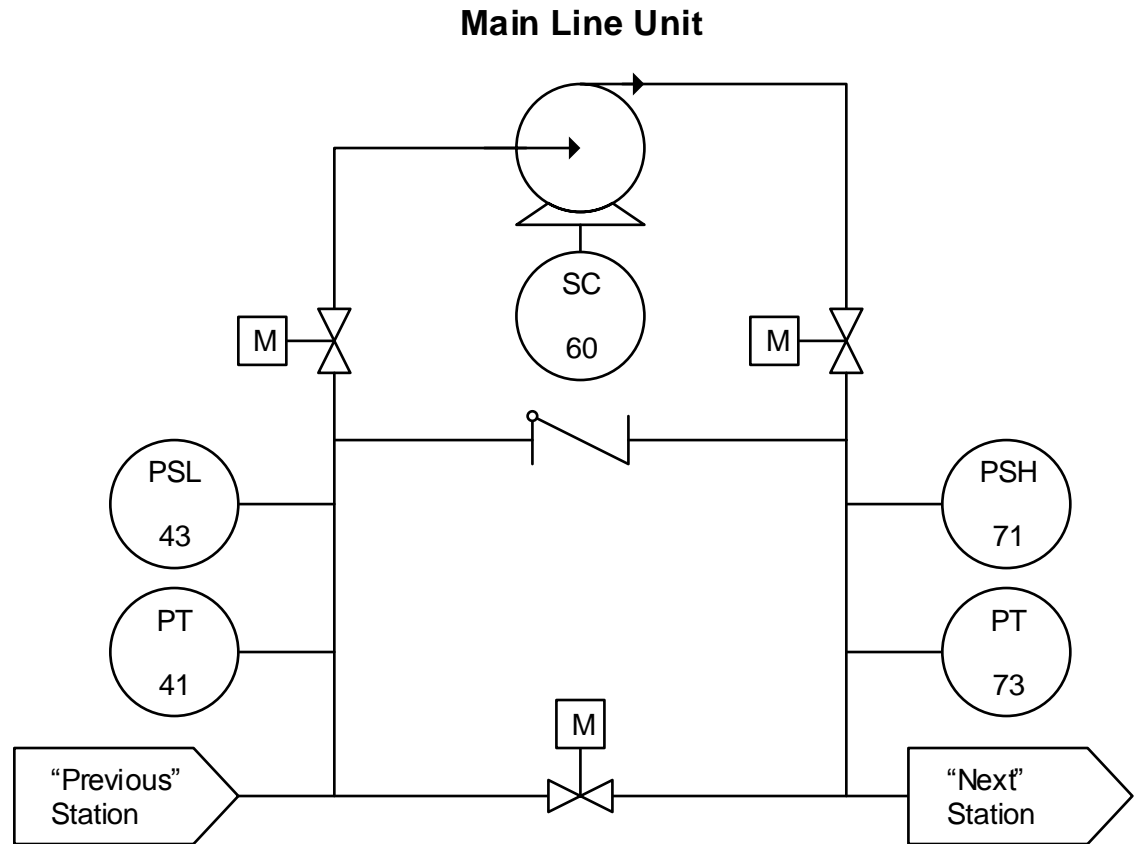 Main Line Unit
SC
60
M
M
PSL
43
PSH
71
PT
41
PT
73
M
“Previous”
Station
“Next”
Station